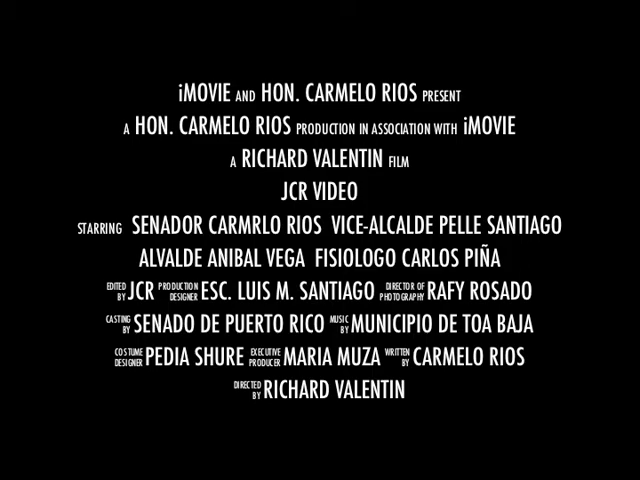 iMOVIE AND HON. CARMELO RIOS PRESENT
A HON. CARMELO RIOS PRODUCTION IN ASSOCIATION WITH iMOVIE
A RICHARD VALENTIN FILM
JCR VIDEO
STARRING SENADOR CARMRLO RIOS VICE-ALCALDE PELLE SANTIAGO
ALVALDE ANIBAL VEGA FISIOLOGO CARLOS PIÑA
EDITED BY JCR PRODUCTION DESIGNER ESC. LUIS M. SANTIAGO DIRECTOR OF PHOTOGRAPHY RAFY ROSADO
CASTING BY SENADO DE PUERTO RICO MUSIC BY MUNICIPIO DE TOA BAJA
COSTUME DESIGNER PEDIA SHURE EXECUTIVE PRODUCER MARIA MUZA WRITTEN BY CARMELO RIOS
DIRECTED BY RICHARD VALENTIN